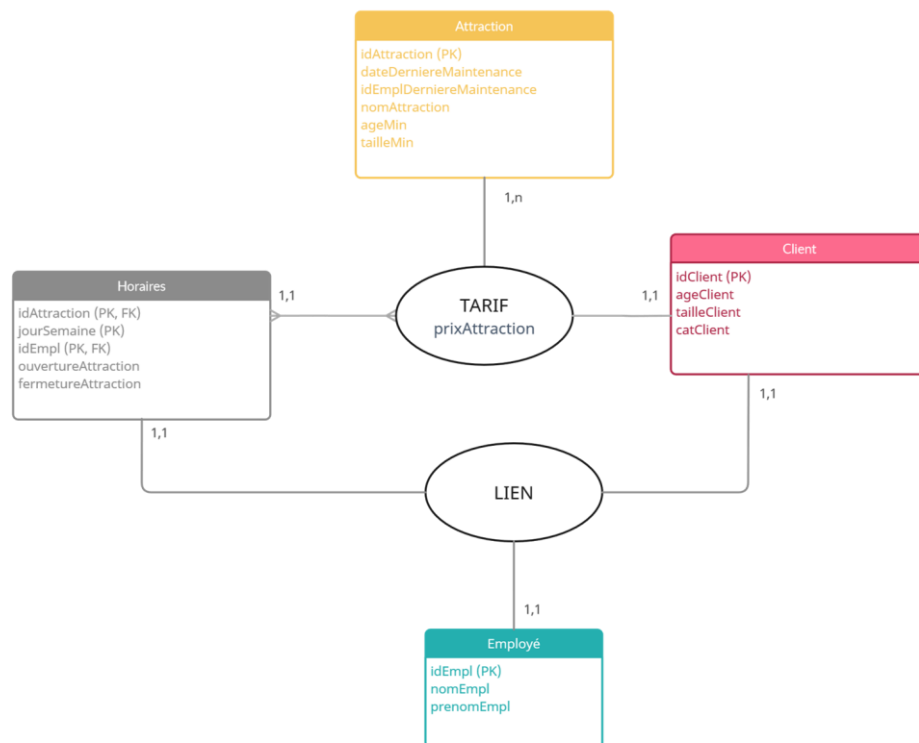 Attraction
idAttraction (PK)
dateDerniereMaintenance
idEmplDerniereMaintenance
nomAttraction
ageMin
tailleMin
1,n
Client
idClient (PK)
ageClient
tailleClient
catClient
Horaires
idAttraction (PK, FK)
jourSemaine (PK)
idEmpl (PK, FK)
ouvertureAttraction
fermetureAttraction
1,1
TARIF
prixAttraction
1,1
1,1
1,1
LIEN
1,1
Employé
idEmpl (PK)
nomEmpl
prenomEmpl